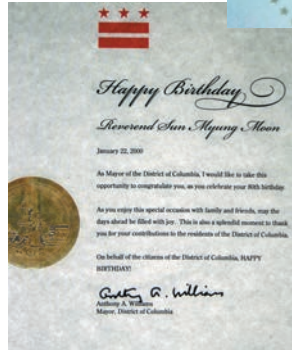 Happy Birthday
Reverend Sun Myung Moon
January 22, 2000
As Mayor of the District of Columbia, I would like to take this
opportunity to congratulate you, as you celebrate your 80th birthday
As you enjoy this special occasion with family and friends, may the
days ahead be filled with joy. This is also a splendid moment to thank
you for your contributions to the residents of the District of Columbia.
On behalf of the citizens of the District of Columbia, HAPPY
BIRTHDAY!
Anthony A. Williams
Anthony A. Williams
Mayor, District of Columbia